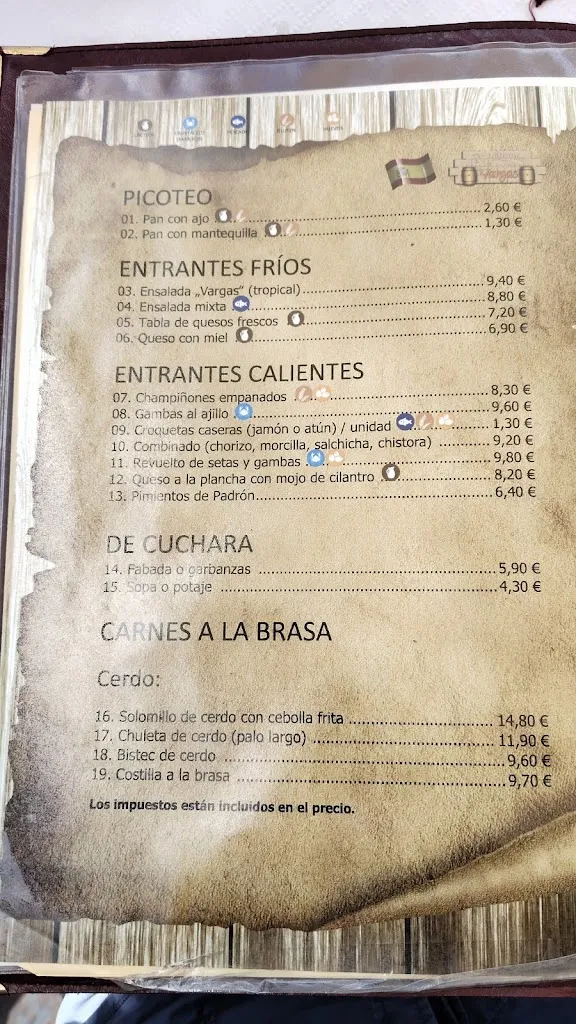 LÁCTEOS CRUSTÁCEOS MARISCOS PESCADO GLUTEN HUEVOS
Vargas
PICOTEO
01. Pan con ajo 2,60 €
02. Pan con mantequilla 1,30 €
ENTRANTES FRÍOS
03. Ensalada „Vargas" (tropical) 9,40 €
04. Ensalada mixta 8,80 €
05. Tabla de quesos frescos 7,20 €
06. Queso con miel 6,90 €
ENTRANTES CALIENTES
07. Champiñones empanados 8,30 €
08. Gambas al ajillo 9,60 €
09. Croquetas caseras (jamón o atún) / unidad 1,30 €
10. Combinado (chorizo, morcilla, salchicha, chistora) 9,20 €
11. Revuelto de setas y gambas 9,80 €
12. Queso a la plancha con mojo de cilantro 8,20 €
13. Pimientos de Padrón 6,40 €
DE CUCHARA
14. Fabada o garbanzas 5,90 €
15. Sopa o potaje 4,30 €
CARNES A LA BRASA
Cerdo:
16. Solomillo de cerdo con cebolla frita 14,80 €
17. Chuleta de cerdo (palo largo) 11,90 €
18. Bistec de cerdo 9,60 €
19. Costilla a la brasa 9,70 €
Los impuestos están incluidos en el precio.